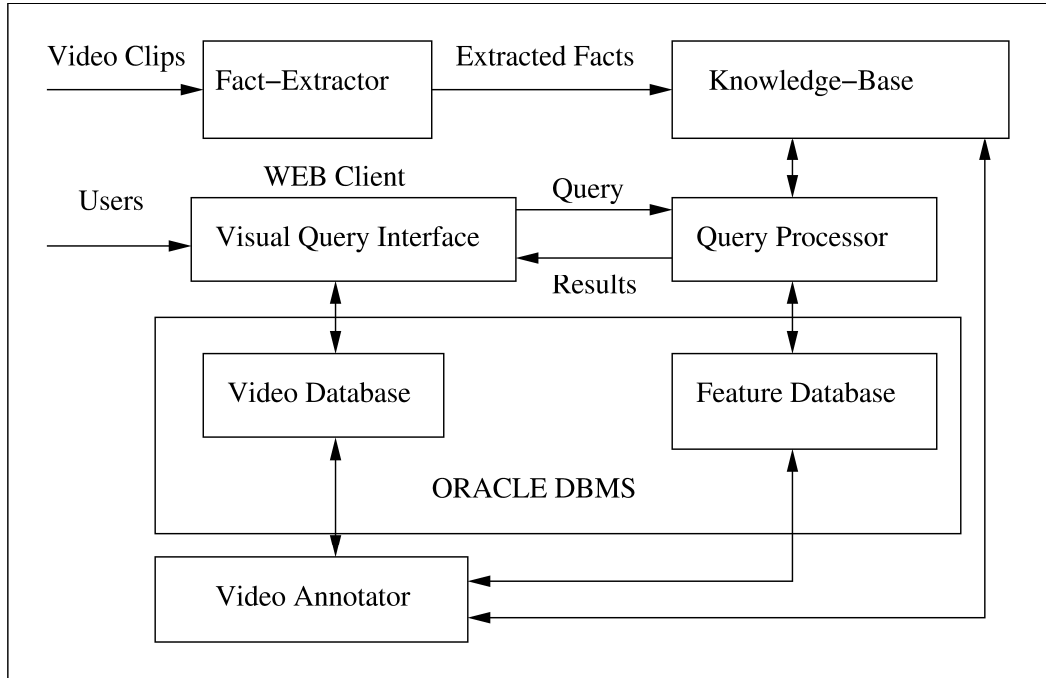 Video Clips
Fact−Extractor
Extracted Facts
Knowledge−Base
WEB Client
Users
Visual Query Interface
Query
Query Processor
Results
Video Database
Feature Database
ORACLE DBMS
Video Annotator